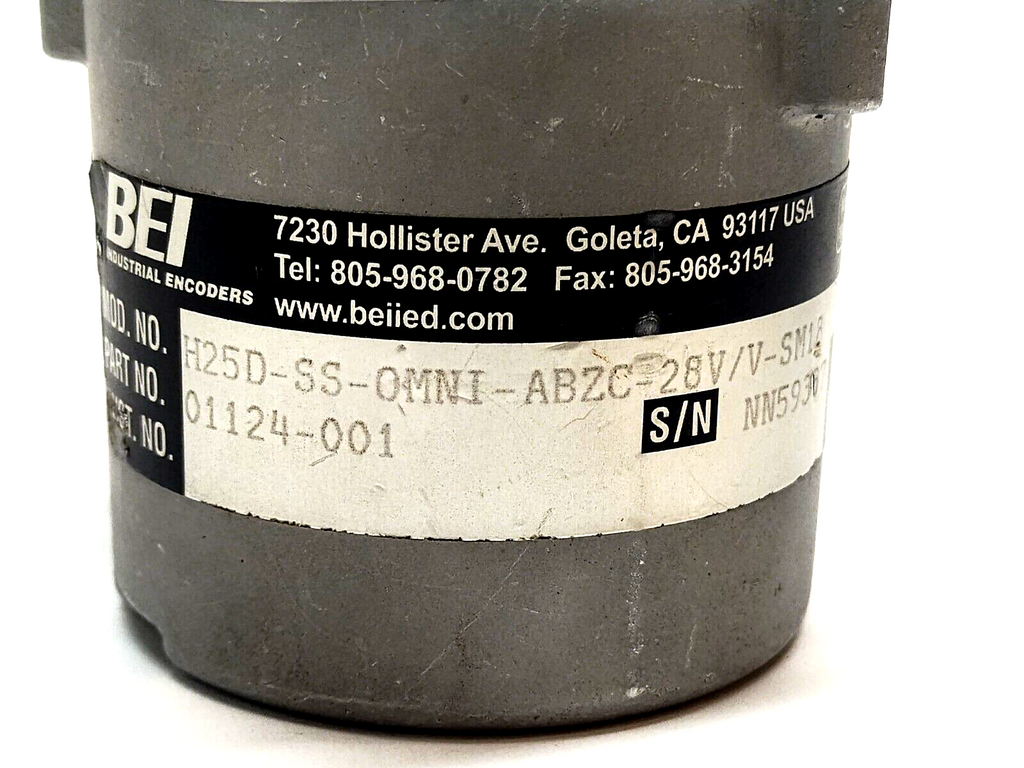 BEI
INDUSTRIAL ENCODERS
7230 Hollister Ave. Goleta, CA 93117 USA
Tel: 805-968-0782 Fax: 805-968-3154
www.beiied.com
MOD. NO. H25D-SS-OMNI-ABZC-28V/V-SM18
PART NO. 01124-001 S/N
NO.